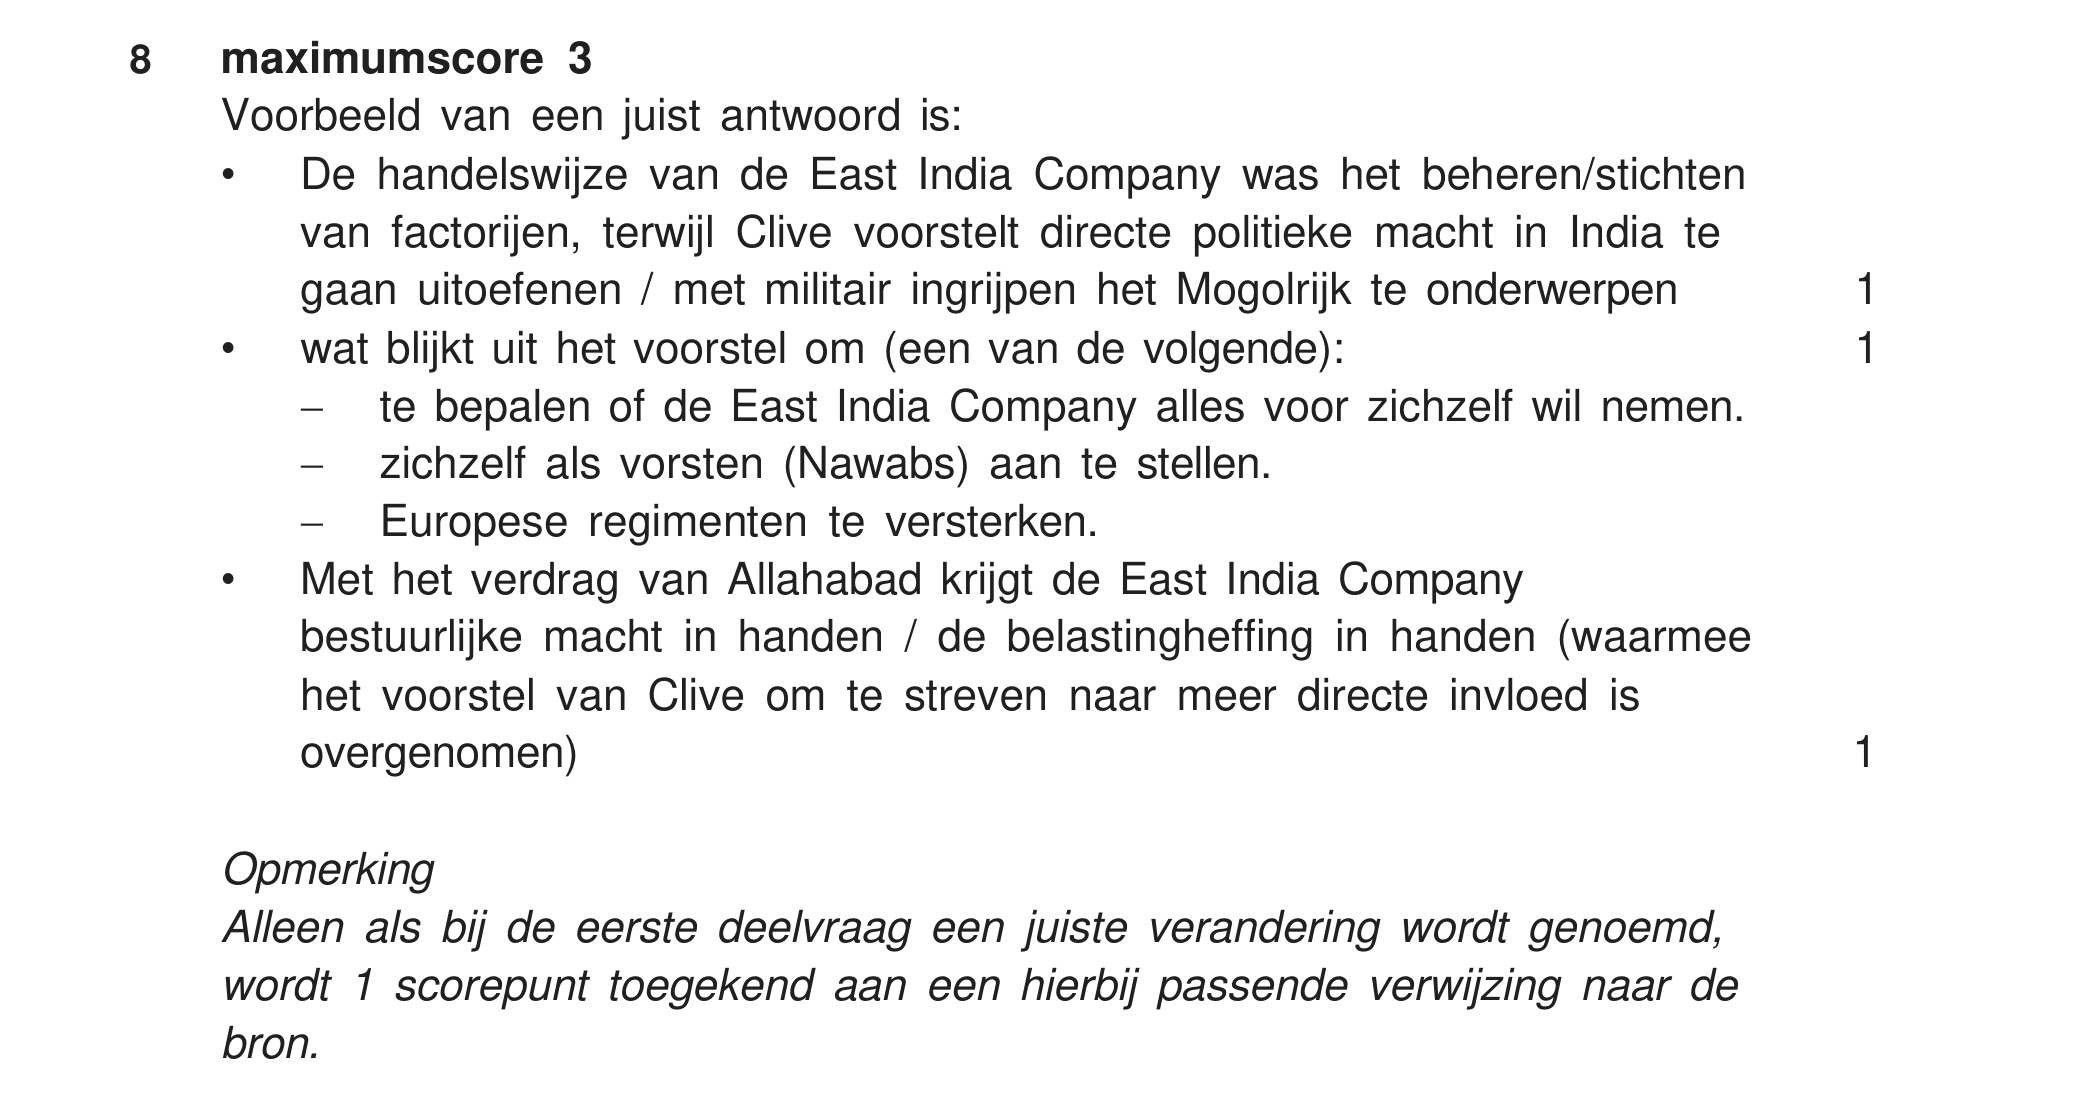 8 maximumscore 3
Voorbeeld van een juist antwoord is:
• De handelswijze van de East India Company was het beheren/stichten
van factorijen, terwijl Clive voorstelt directe politieke macht in India te
gaan uitoefenen / met militair ingrijpen het Mogolrijk te onderwerpen 1
• wat blijkt uit het voorstel om (een van de volgende): 1
– te bepalen of de East India Company alles voor zichzelf wil nemen.
– zichzelf als vorsten (Nawabs) aan te stellen.
– Europese regimenten te versterken.
• Met het verdrag van Allahabad krijgt de East India Company
bestuurlijke macht in handen / de belastingheffing in handen (waarmee
het voorstel van Clive om te streven naar meer directe invloed is
overgenomen) 1
Opmerking
Alleen als bij de eerste deelvraag een juiste verandering wordt genoemd,
wordt 1 scorepunt toegekend aan een hierbij passende verwijzing naar de
bron.